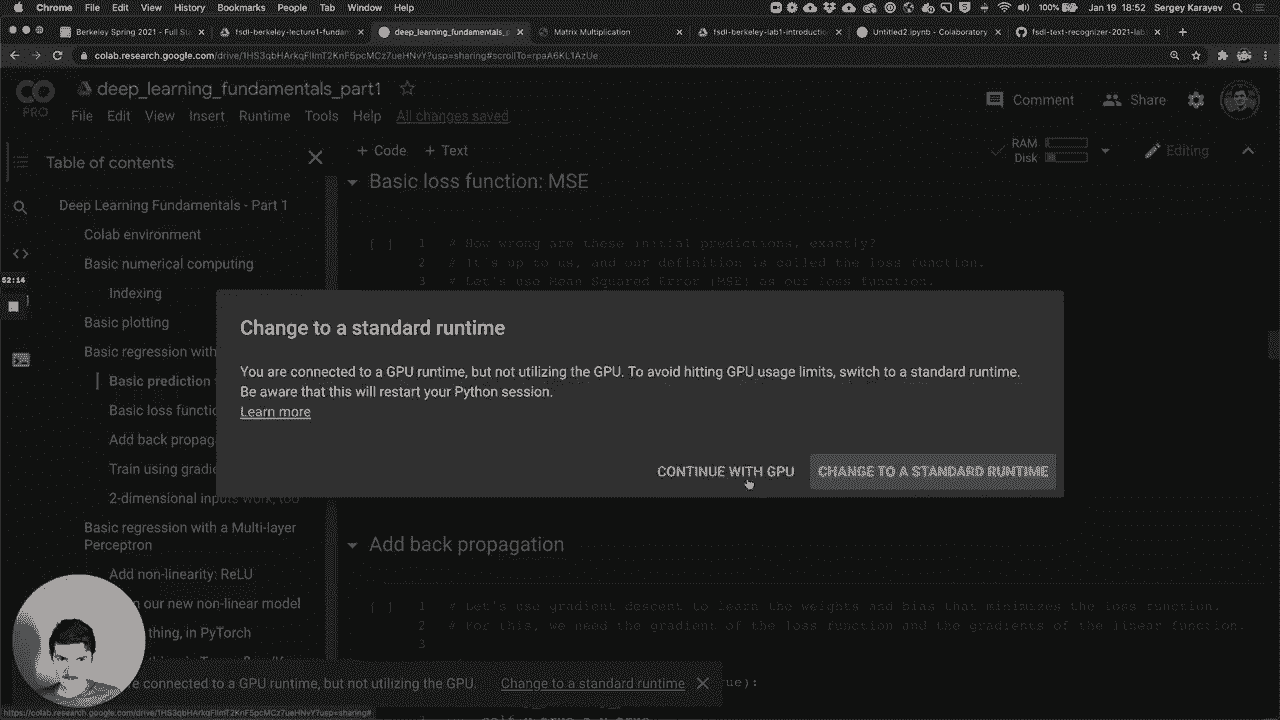 Chrome File Edit View History Bookmarks People Tab Window Help 100% Jan 19 18:52 Sergey Karayev
Berkeley Spring 2021 - Full St fsdl-berkeley-lecture1-fundam deep_learning_fundamentals_p Matrix Multiplication fsdl-berkeley-lab1-introductio Untitled2.ipynb - Colaboratory fsdl-text-recognizer-2021-lab
colab.research.google.com/drive/1HS3qbHArkqFlImT2KnF5pcMCz7ueHNvY?usp=sharing#scrollTo=rpaA6KL1AzUe
CO
PRO
deep_learning_fundamentals_part1
File Edit View Insert Runtime Tools Help All changes saved
Comment Share
Table of contents
+ Code + Text
RAM
Disk
Editing
Deep Learning Fundamentals - Part 1
Colab environment
Basic numerical computing
Indexing
Basic plotting
Basic regression with
Basic prediction
Basic loss functio
Add back propag
Train using gradie
2-dimensional inputs work, too
Basic regression with a Multi-layer
Perceptron
Add non-linearity: ReLU
our new non-linear model
thing, in PyTorch
52:14
Basic loss function: MSE
[ ] 1 # How wrong are these initial predictions, exactly?
2 # It's up to us, and our definition is called the loss function.
3 # Let's use Mean Squared Error (MSE) as our loss function.
Change to a standard runtime
You are connected to a GPU runtime, but not utilizing the GPU. To avoid hitting GPU usage limits, switch to a standard runtime.
Be aware that this will restart your Python session.
Learn more
CONTINUE WITH GPU CHANGE TO A STANDARD RUNTIME
Add back propagation
[ ] 1 # Let's use gradient descent to learn the weights and bias that minimizes the loss function.
2 # For this, we need the gradient of the loss function and the gradients of the linear function.
3
re connected to a GPU runtime, but not utilizing the GPU. Change to a standard runtime
rue):
https://colab.research.google.com/drive/1HS3qbHArkqFlImT2KnF5pcMCz7ueHNvY?usp=sharing#